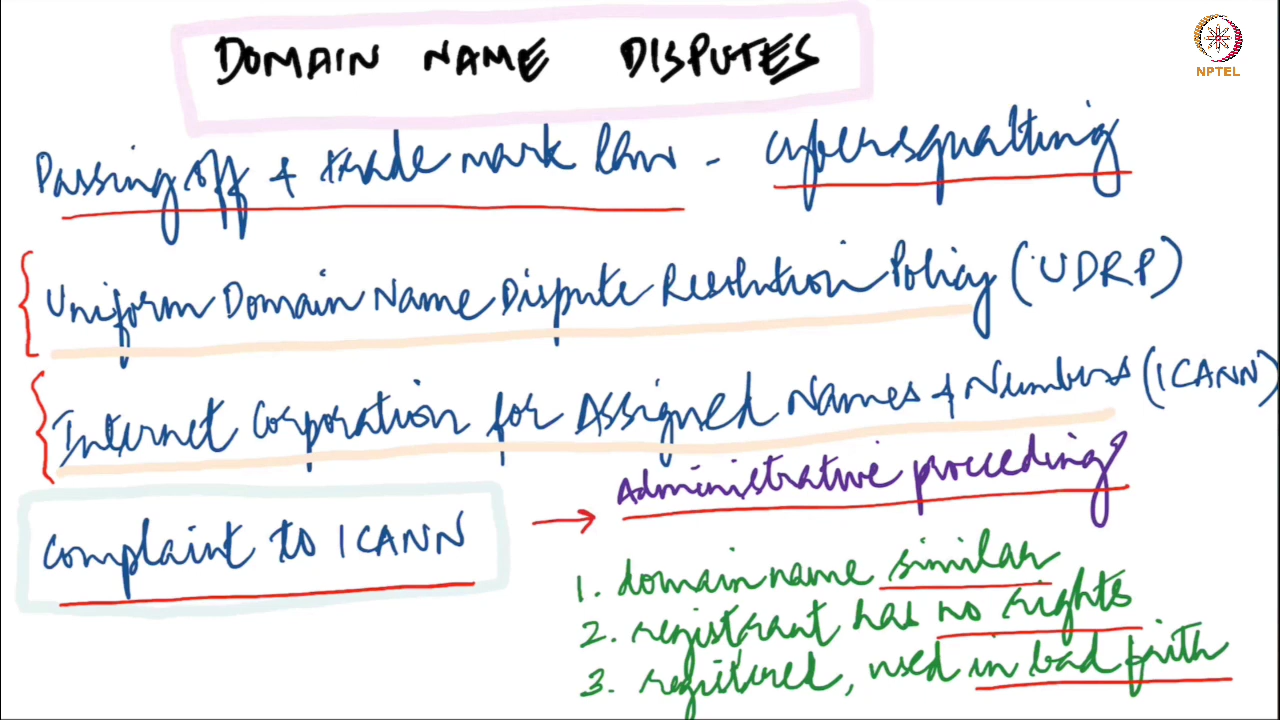 DOMAIN NAME DISPUTES
NPTEL
Passing off & trade mark law - cybersquatting
Uniform Domain Name Dispute Resolution Policy (UDRP)
Internet Corporation for Assigned Names & Numbers (ICANN)
Administrative proceeding
Complaint to ICANN
1. domain name similar
2. registrant has no rights
3. registered, used in bad faith